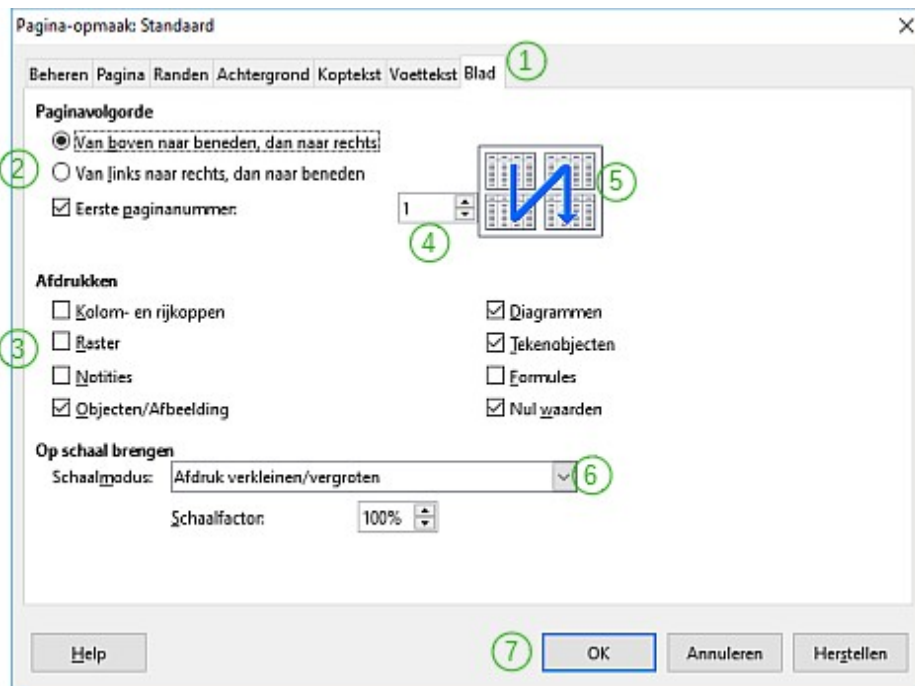 Pagina-opmaak: Standaard
Beheren Pagina Randen Achtergrond Koptekst Voettekst Blad 1
Paginavolgorde
Van boven naar beneden, dan naar rechts
2 Van links naar rechts, dan naar beneden 5
Eerste paginanummer: 1
4
Afdrukken
Kolom- en rijkoppen Diagrammen
3 Raster Tekenobjecten
Notities Formules
Objecten/Afbeelding Nul waarden
Op schaal brengen
Schaalmodus: Afdruk verkleinen/vergroten 6
Schaalfactor: 100%
Help 7 OK Annuleren Herstellen